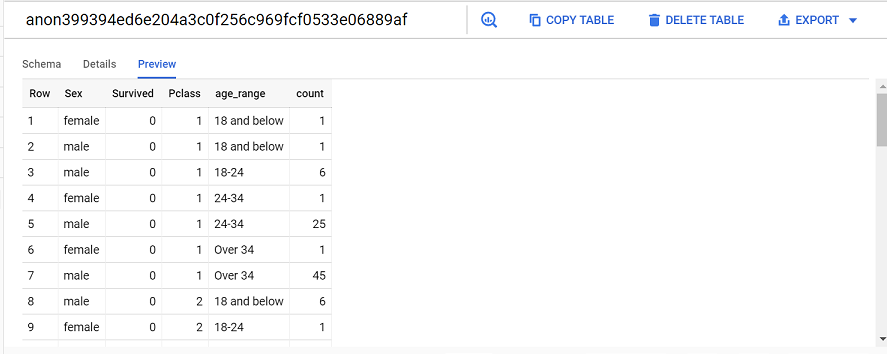 anon399394ed6e204a3c0f256c969fcf0533e06889af COPY TABLE DELETE TABLE EXPORT
Schema Details Preview
Row Sex Survived Pclass age_range count
1 female 0 1 18 and below 1
2 male 0 1 18 and below 1
3 male 0 1 18-24 6
4 female 0 1 24-34 1
5 male 0 1 24-34 25
6 female 0 1 Over 34 1
7 male 0 1 Over 34 45
8 male 0 2 18 and below 6
9 female 0 2 18-24 1